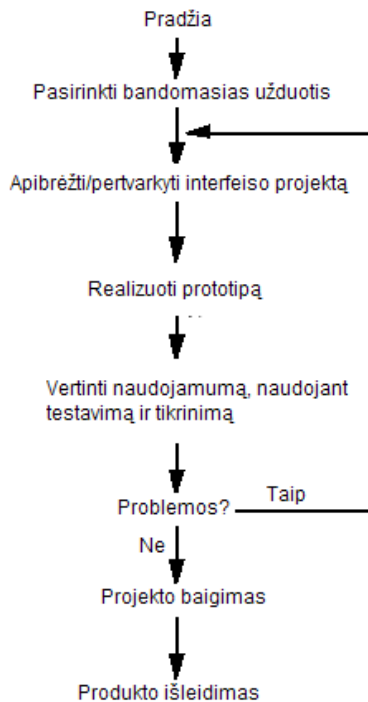 Pradžia
Pasirinkti bandomasias užduotis
Apibrėžti/pertvarkyti interfeiso projektą
Realizuoti prototipą
Vertinti naudojamumą, naudojant
testavimą ir tikrinimą
Problemos?
Taip
Ne
Projekto baigimas
Produkto išleidimas